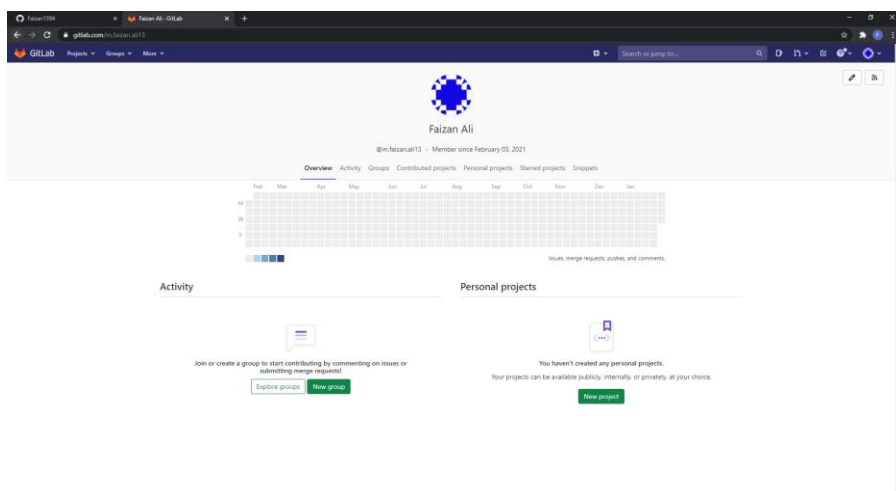 Faizan1394
Faizan Ali · GitLab
gitlab.com/m.faizan.ali13
GitLab Projects Groups More Search or jump to...
Faizan Ali
@m.faizan.ali13 · Member since February 03, 2021
Overview Activity Groups Contributed projects Personal projects Starred projects Snippets
Feb Mar Apr May Jun Jul Aug Sep Oct Nov Dec Jan
M
W
F
Issues, merge requests, pushes, and comments.
Activity
Personal projects
Join or create a group to start contributing by commenting on issues or
submitting merge requests!
Explore groups New group
You haven't created any personal projects.
Your projects can be available publicly, internally, or privately, at your choice.
New project